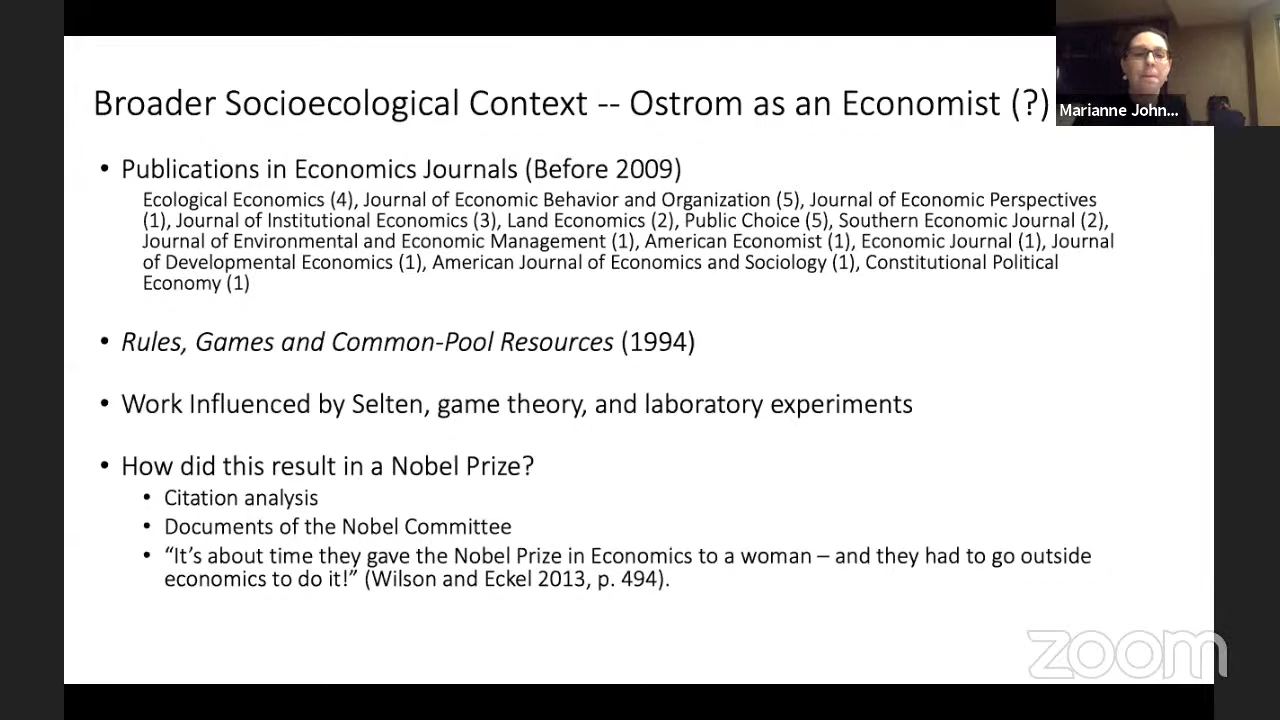 Broader Socioecological Context -- Ostrom as an Economist (?)
Marianne John...
• Publications in Economics Journals (Before 2009)
Ecological Economics (4), Journal of Economic Behavior and Organization (5), Journal of Economic Perspectives
(1), Journal of Institutional Economics (3), Land Economics (2), Public Choice (5), Southern Economic Journal (2),
Journal of Environmental and Economic Management (1), American Economist (1), Economic Journal (1), Journal
of Developmental Economics (1), American Journal of Economics and Sociology (1), Constitutional Political
Economy (1)
• Rules, Games and Common-Pool Resources (1994)
• Work Influenced by Selten, game theory, and laboratory experiments
• How did this result in a Nobel Prize?
• Citation analysis
• Documents of the Nobel Committee
• “It’s about time they gave the Nobel Prize in Economics to a woman – and they had to go outside
economics to do it!” (Wilson and Eckel 2013, p. 494).
zoom